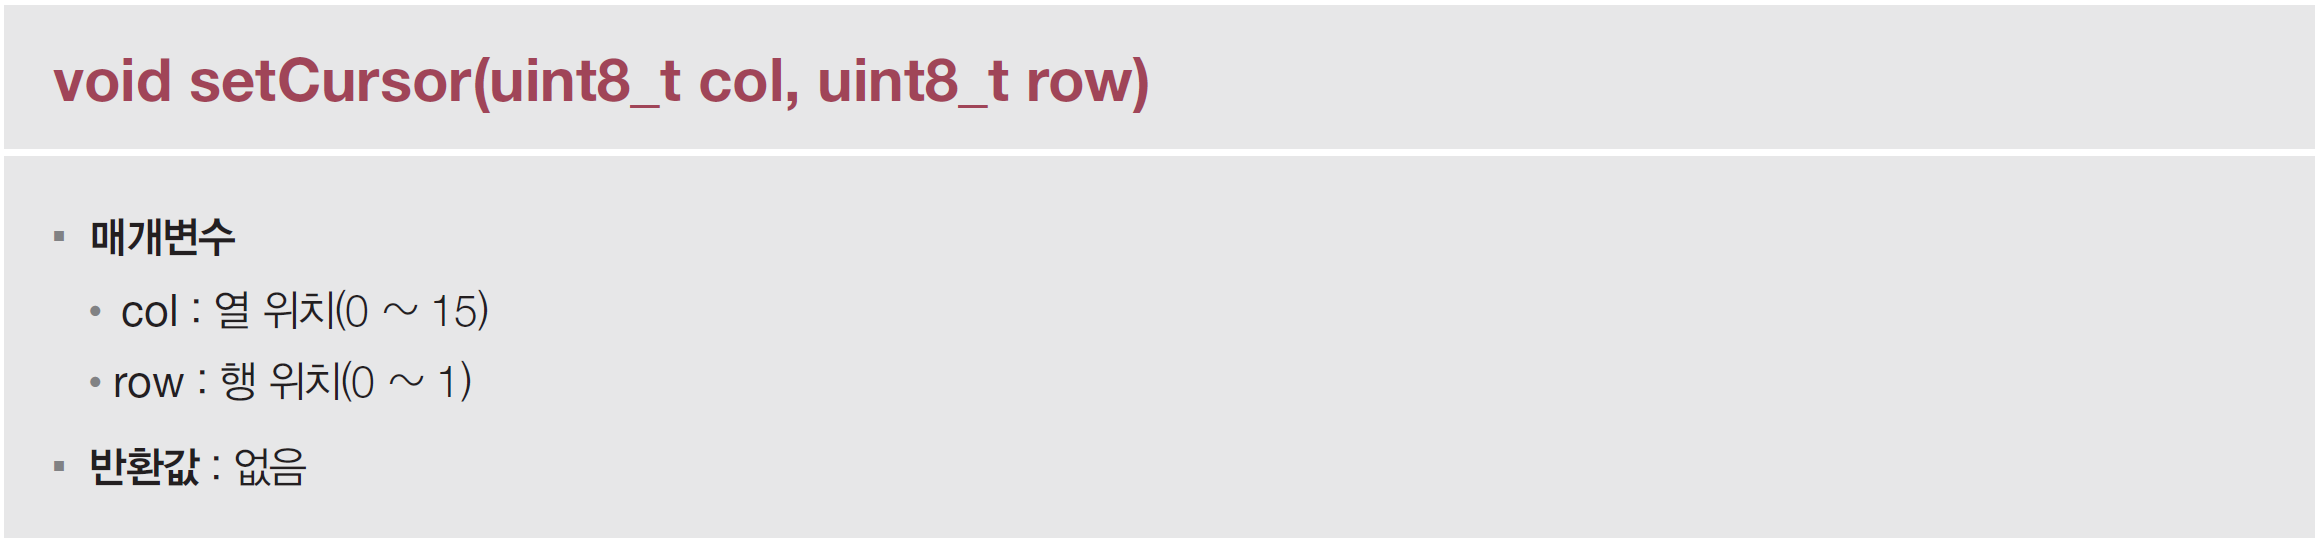 void setCursor(uint8_t col, uint8_t row)
▪ 매개변수
• col : 열 위치(0 ~ 15)
• row : 행 위치(0 ~ 1)
▪ 반환값 : 없음